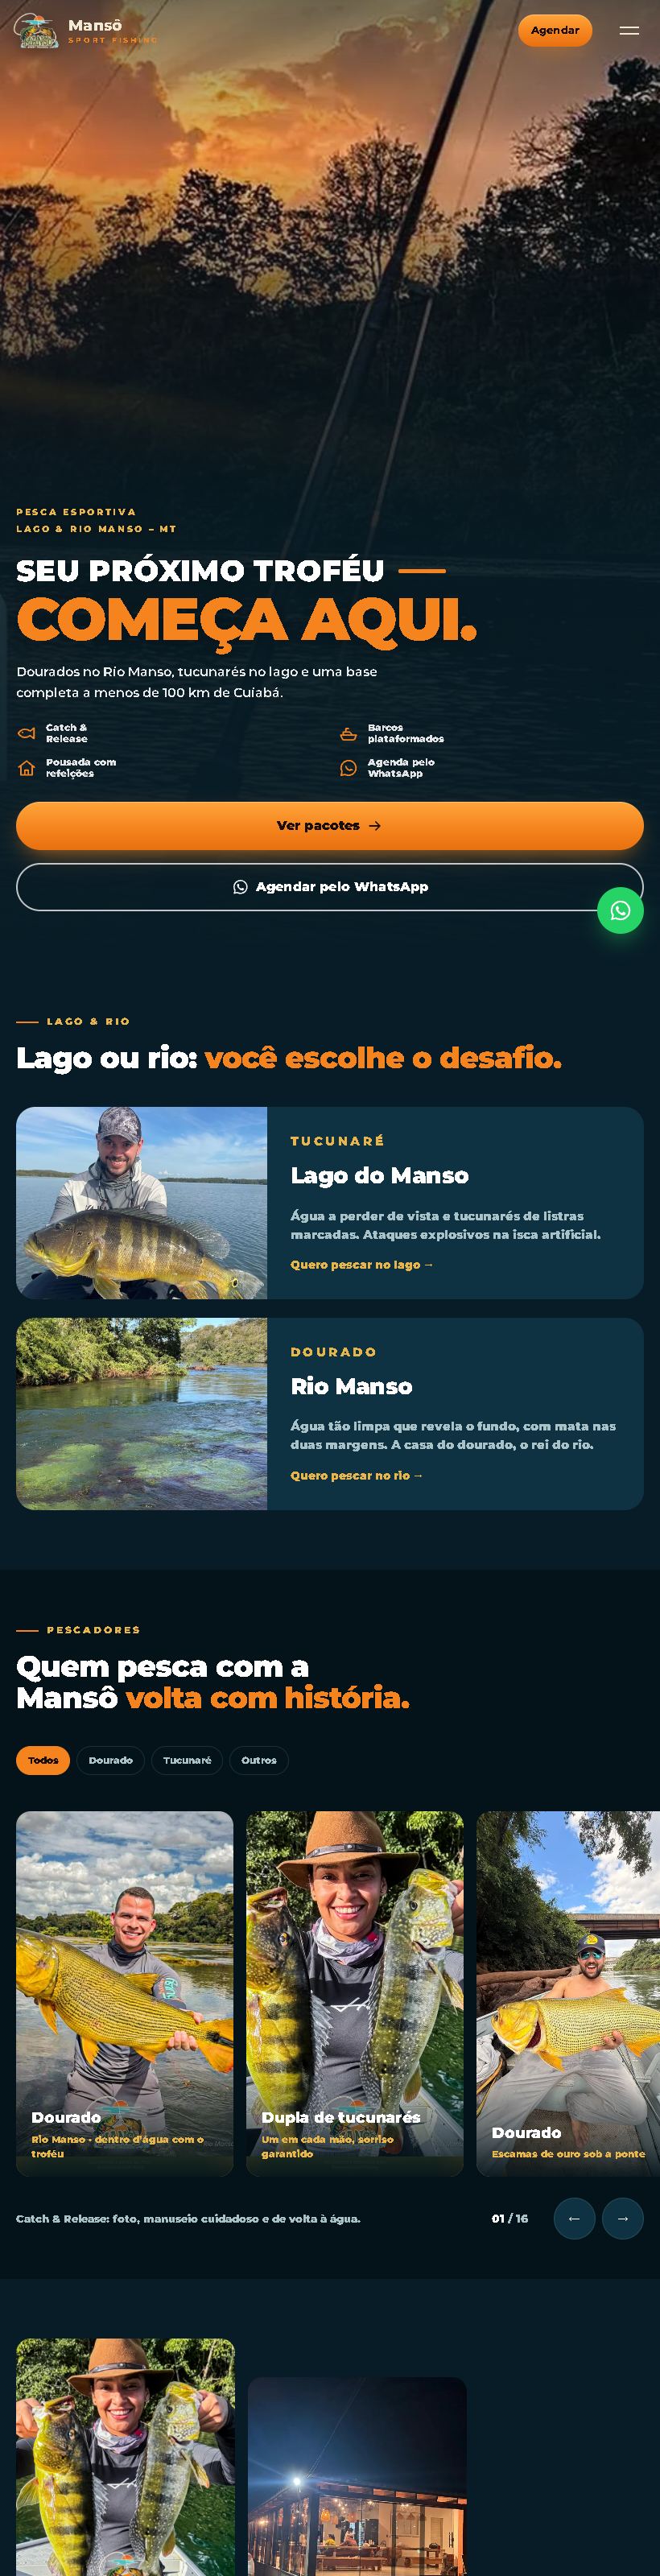 Mansô
SPORT FISHING
Agendar
PESCA ESPORTIVA
LAGO & RIO MANSO – MT
SEU PRÓXIMO TROFÉU
COMEÇA AQUI.
Dourados no Rio Manso, tucunarés no lago e uma base
completa a menos de 100 km de Cuiabá.
Catch &
Release
Barcos
plataformados
Pousada com
refeições
Agenda pelo
WhatsApp
Ver pacotes →
Agendar pelo WhatsApp
LAGO & RIO
Lago ou rio: você escolhe o desafio.
TUCUNARÉ
Lago do Manso
Água a perder de vista e tucunarés de listras
marcadas. Ataques explosivos na isca artificial.
Quero pescar no lago →
DOURADO
Rio Manso
Água tão limpa que revela o fundo, com mata nas
duas margens. A casa do dourado, o rei do rio.
Quero pescar no rio →
PESCADORES
Quem pesca com a
Mansô volta com história.
Todos
Dourado
Tucunaré
Outros
Dourado
Rio Manso · dentro d'água com o
troféu
Dupla de tucunarés
Um em cada mão, sorriso
garantido
Dourado
Escamas de ouro sob a ponte
Catch & Release: foto, manuseio cuidadoso e de volta à água.
01 / 16
← →